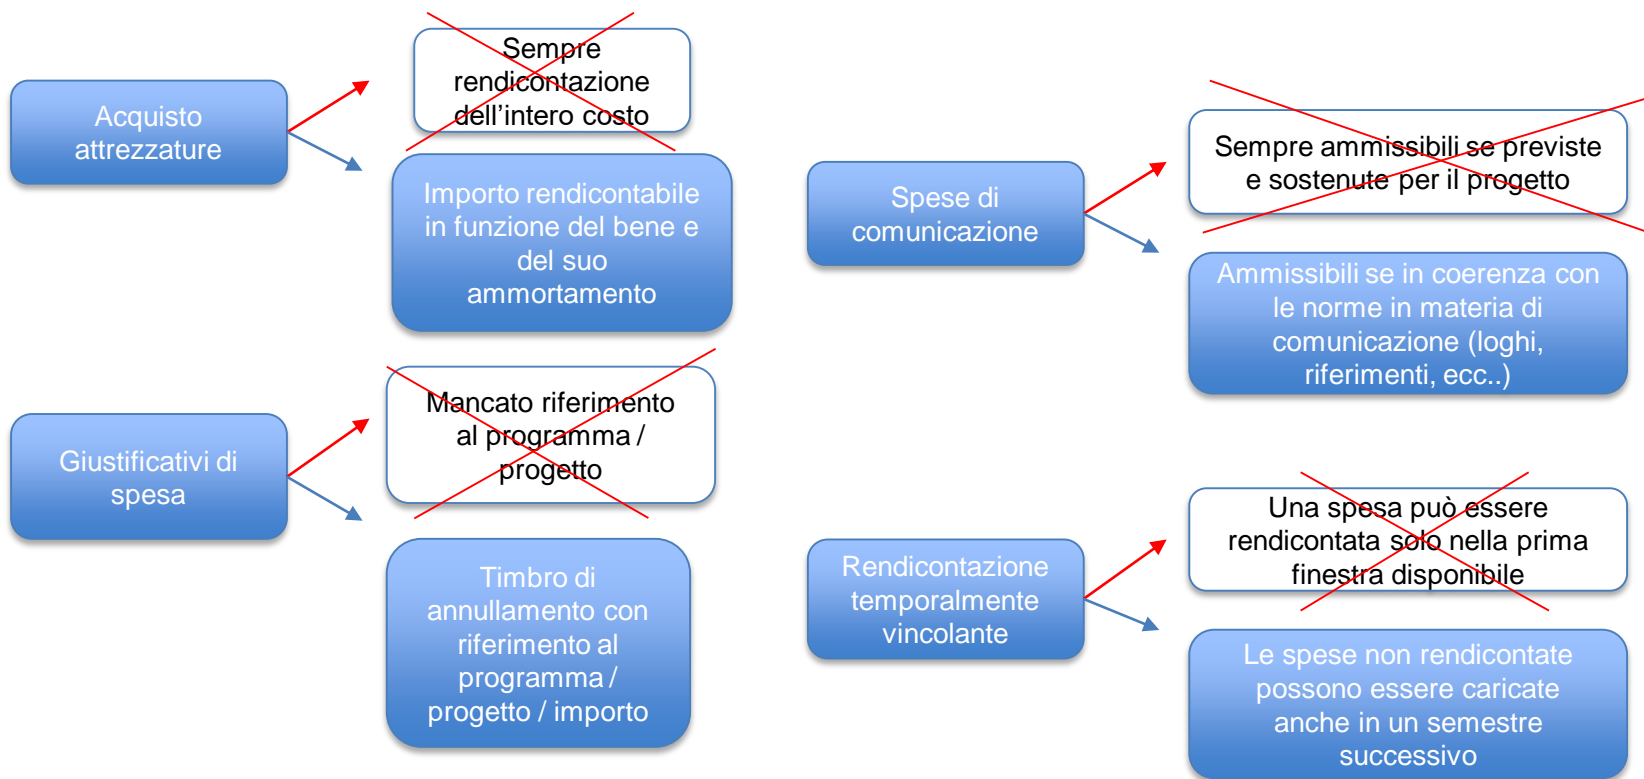 Acquisto
attrezzature
Sempre
rendicontazione
dell’intero costo
Importo rendicontabile
in funzione del bene e
del suo
ammortamento
Giustificativi di
spesa
Mancato riferimento
al programma /
progetto
Timbro di
annullamento con
riferimento al
programma /
progetto / importo
Spese di
comunicazione
Sempre ammissibili se previste
e sostenute per il progetto
Ammissibili se in coerenza con
le norme in materia di
comunicazione (loghi,
riferimenti, ecc..)
Rendicontazione
temporalmente
vincolante
Una spesa può essere
rendicontata solo nella prima
finestra disponibile
Le spese non rendicontate
possono essere caricate
anche in un semestre
successivo